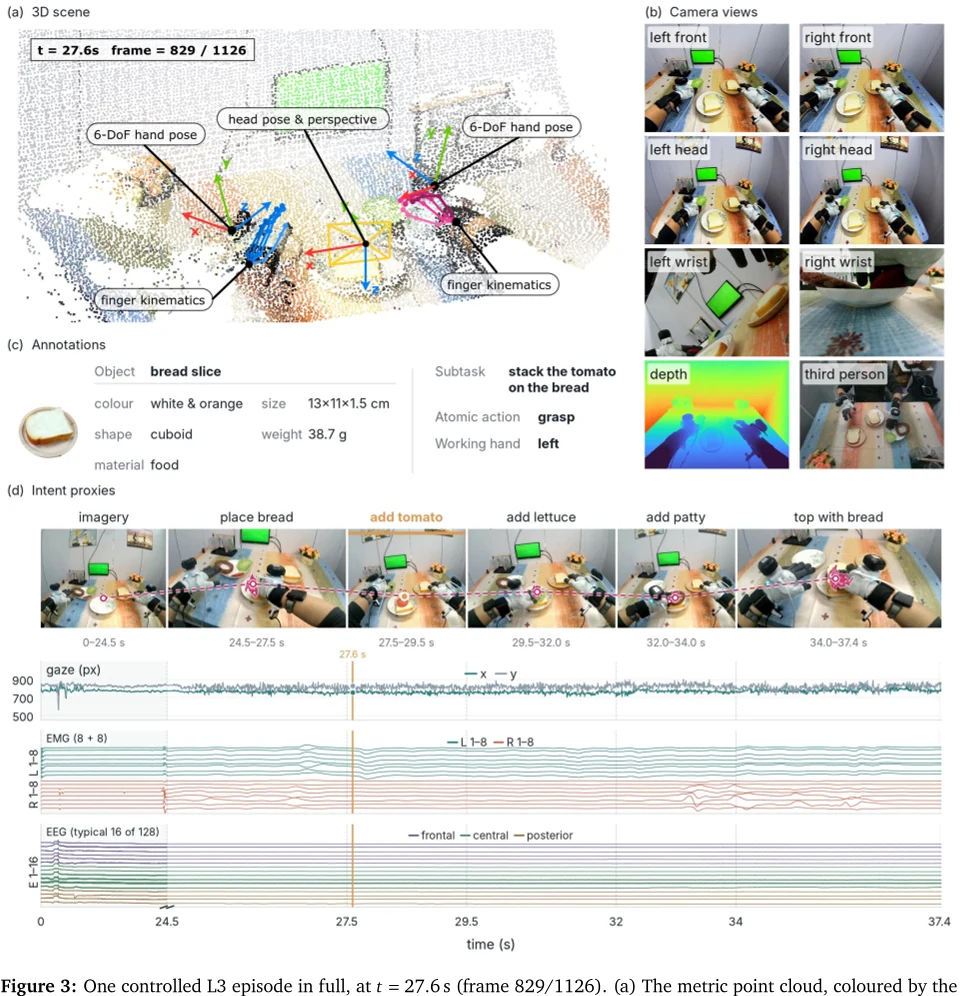 (a) 3D scene
t = 27.6s frame = 829 / 1126
head pose & perspective
6-DoF hand pose
6-DoF hand pose
Y
X
Z
Y
Z
X
X
Z
finger kinematics
finger kinematics
(b) Camera views
left front
right front
left head
right head
left wrist
right wrist
depth
third person
(c) Annotations
Object bread slice
colour white & orange size 13×11×1.5 cm
shape cuboid weight 38.7 g
material food
Subtask stack the tomato
on the bread
Atomic action grasp
Working hand left
(d) Intent proxies
imagery place bread add tomato add lettuce add patty top with bread
0–24.5 s 24.5–27.5 s 27.5–29.5 s 29.5–32.0 s 32.0–34.0 s 34.0–37.4 s
27.6 s
gaze (px)
x y
900
700
500
EMG (8 + 8)
L 1–8 R 1–8
L 1–8
R 1–8
EEG (typical 16 of 128)
frontal central posterior
E 1–16
0 24.5 27.5 29.5 32 34 37.4
time (s)
Figure 3: One controlled L3 episode in full, at t = 27.6 s (frame 829/1126). (a) The metric point cloud, coloured by the